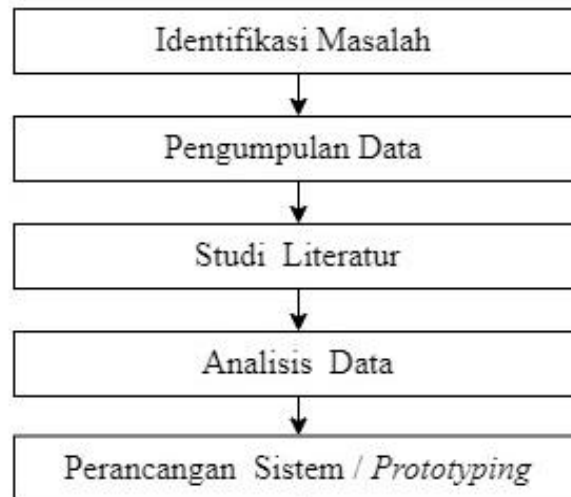 Identifikasi Masalah
Pengumpulan Data
Studi Literatur
Analisis Data
Perancangan Sistem / Prototyping